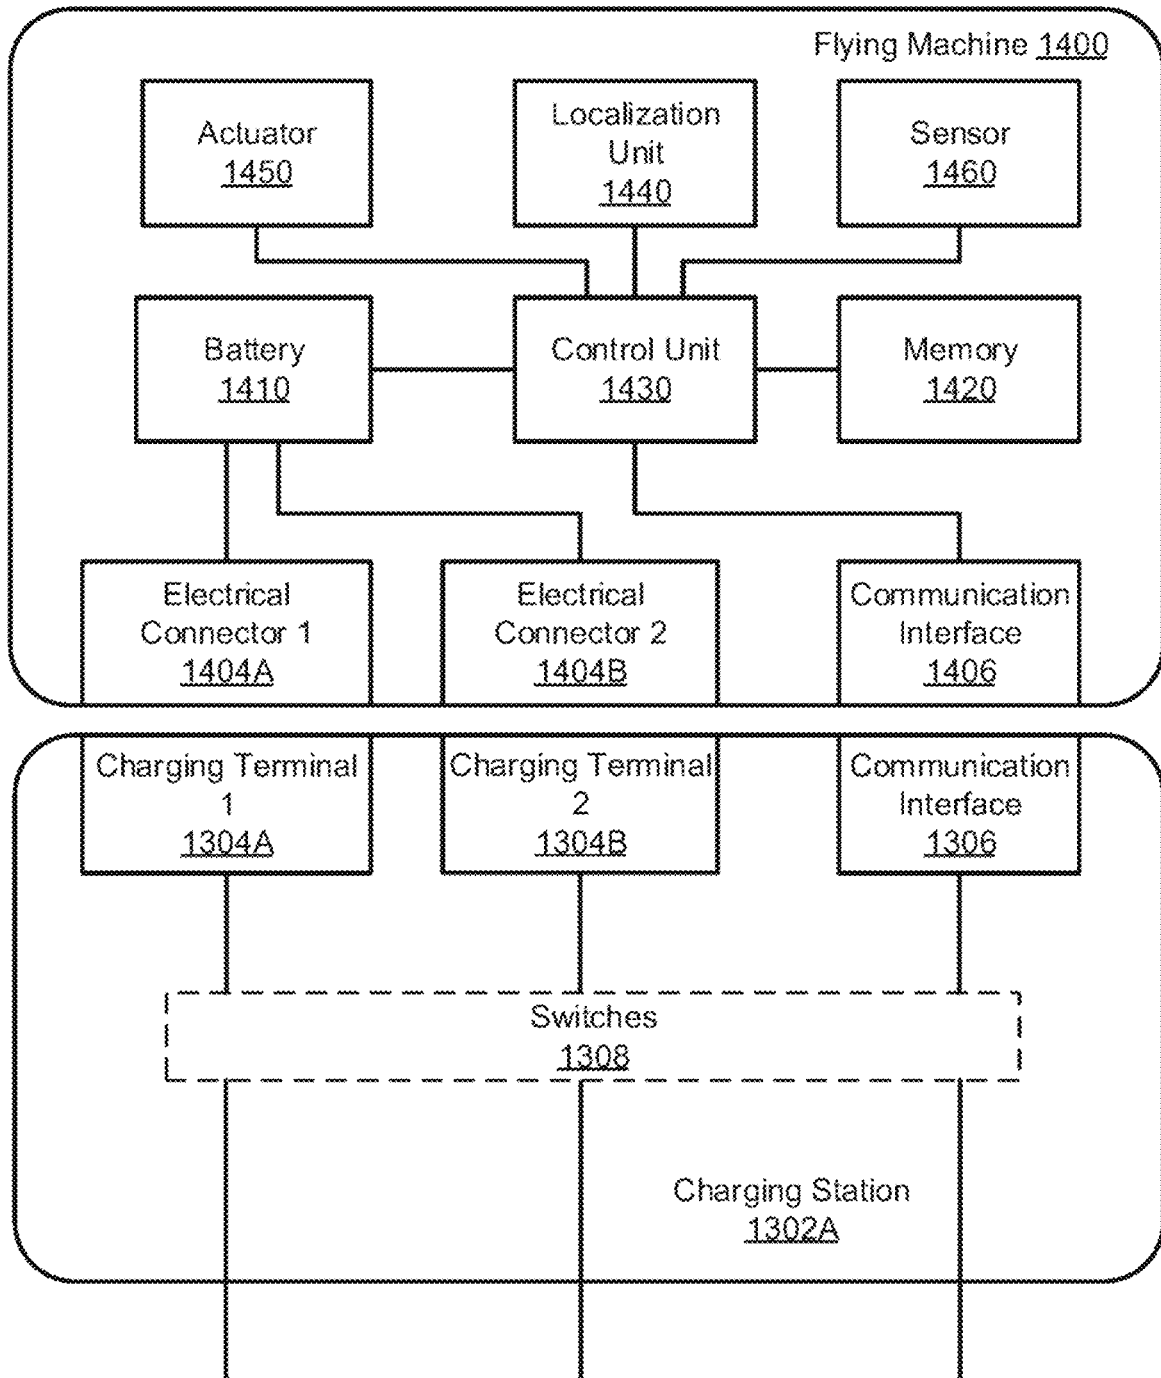 Flying Machine 1400
Actuator
1450
Localization
Unit
1440
Sensor
1460
Battery
1410
Control Unit
1430
Memory
1420
Electrical
Connector 1
1404A
Electrical
Connector 2
1404B
Communication
Interface
1406
Charging Terminal
1
1304A
Charging Terminal
2
1304B
Communication
Interface
1306
Switches
1308
Charging Station
1302A